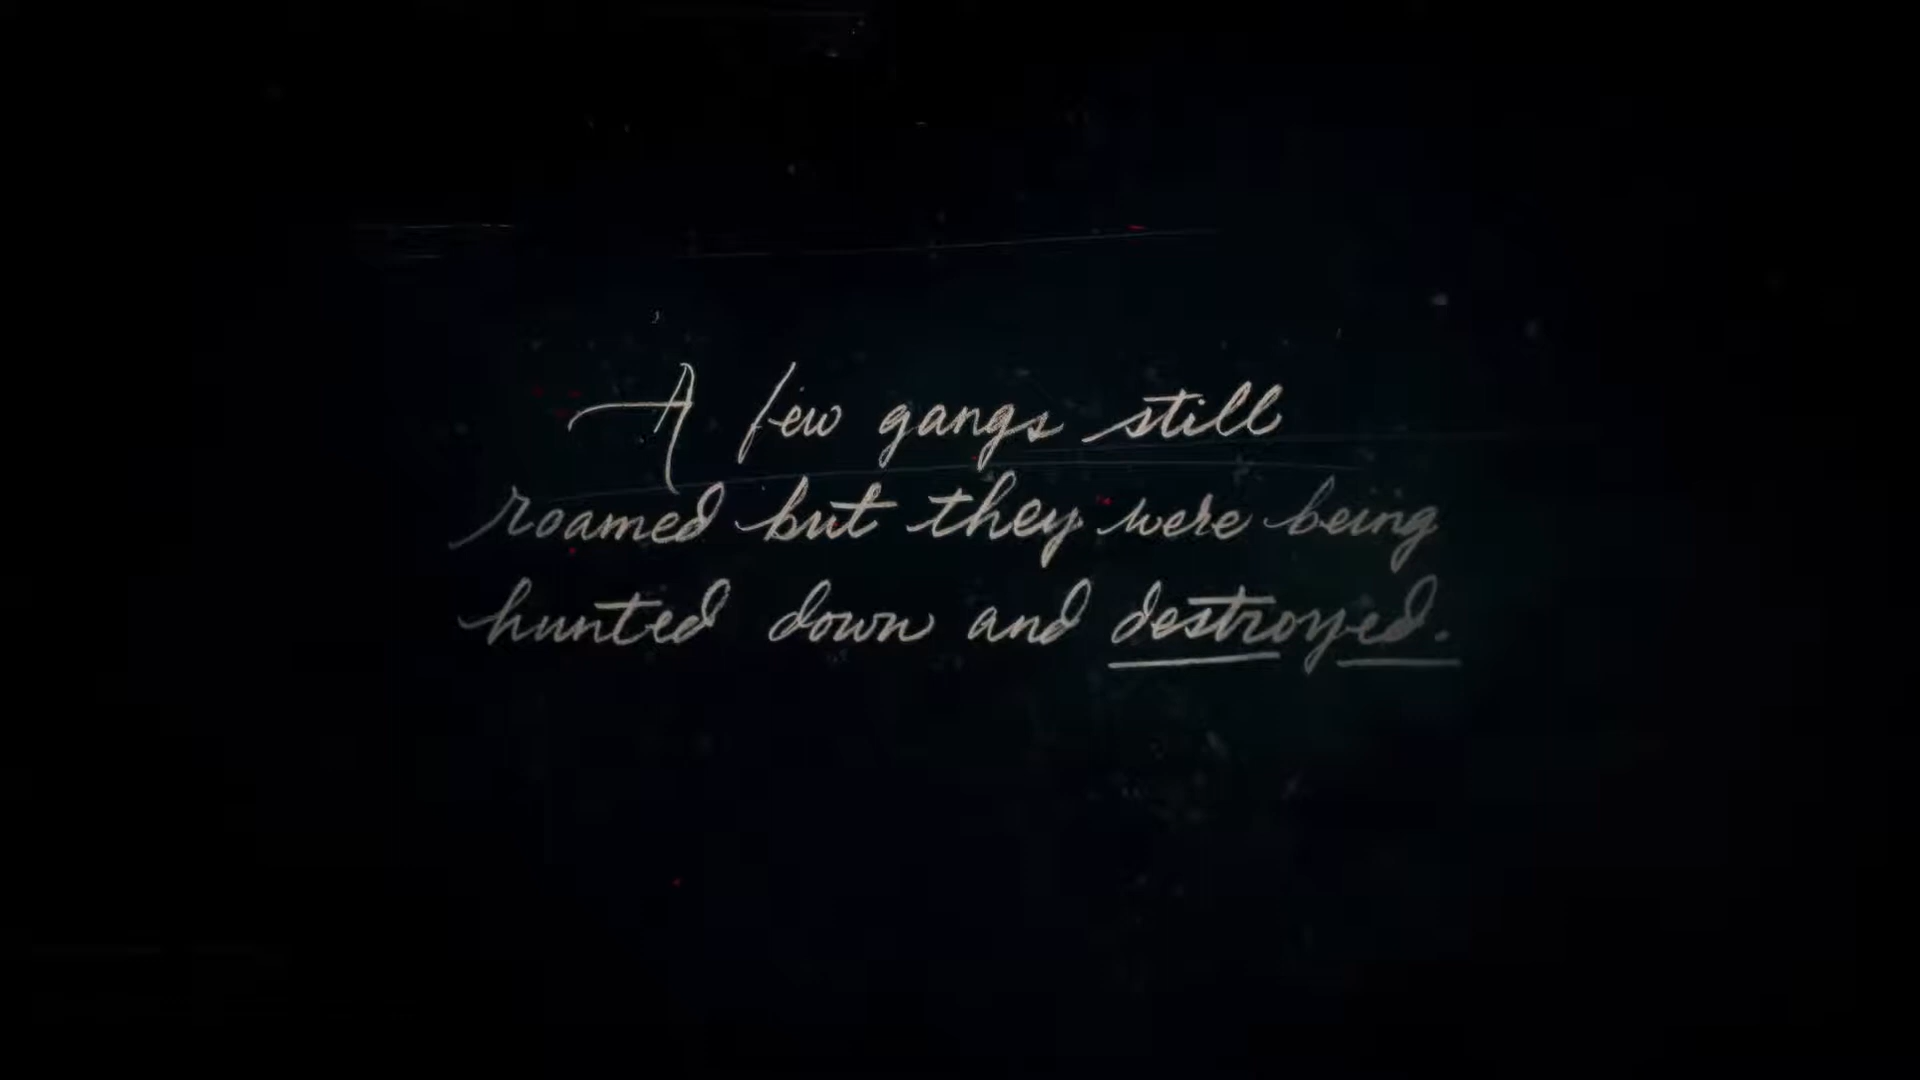 A few gangs still
roamed but they were being
hunted down and destroyed.